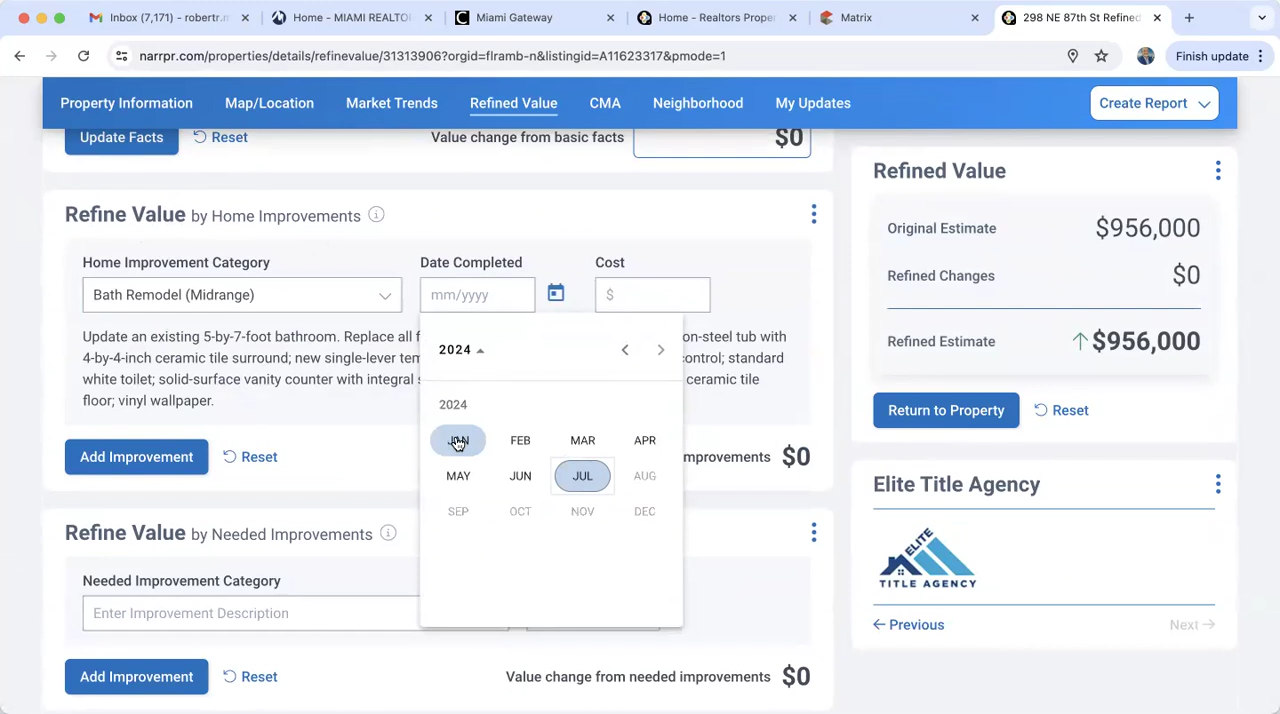 Inbox (7,171) - robertr.m
Home - MIAMI REALTO
Miami Gateway
Home - Realtors Prope
Matrix
298 NE 87th St Refined
narrpr.com/properties/details/refinevalue/31313906?orgid=flramb-n&listingid=A11623317&pmode=1
Finish update
Property Information
Map/Location
Market Trends
Refined Value
CMA
Neighborhood
My Updates
Create Report
Update Facts
Reset
Value change from basic facts
$0
Refine Value by Home Improvements
Home Improvement Category
Date Completed
Cost
Bath Remodel (Midrange)
mm/yyyy
$
Update an existing 5-by-7-foot bathroom. Replace all f on-steel tub with
4-by-4-inch ceramic tile surround; new single-lever tem control; standard
white toilet; solid-surface vanity counter with integral s ceramic tile
floor; vinyl wallpaper.
2024
2024
JAN FEB MAR APR
MAY JUN JUL AUG
SEP OCT NOV DEC
Add Improvement
Reset
mprovements $0
Refine Value by Needed Improvements
Needed Improvement Category
Enter Improvement Description
Add Improvement
Reset
Value change from needed improvements $0
Refined Value
Original Estimate $956,000
Refined Changes $0
Refined Estimate $956,000
Return to Property
Reset
Elite Title Agency
ELITE
TITLE AGENCY
Previous
Next